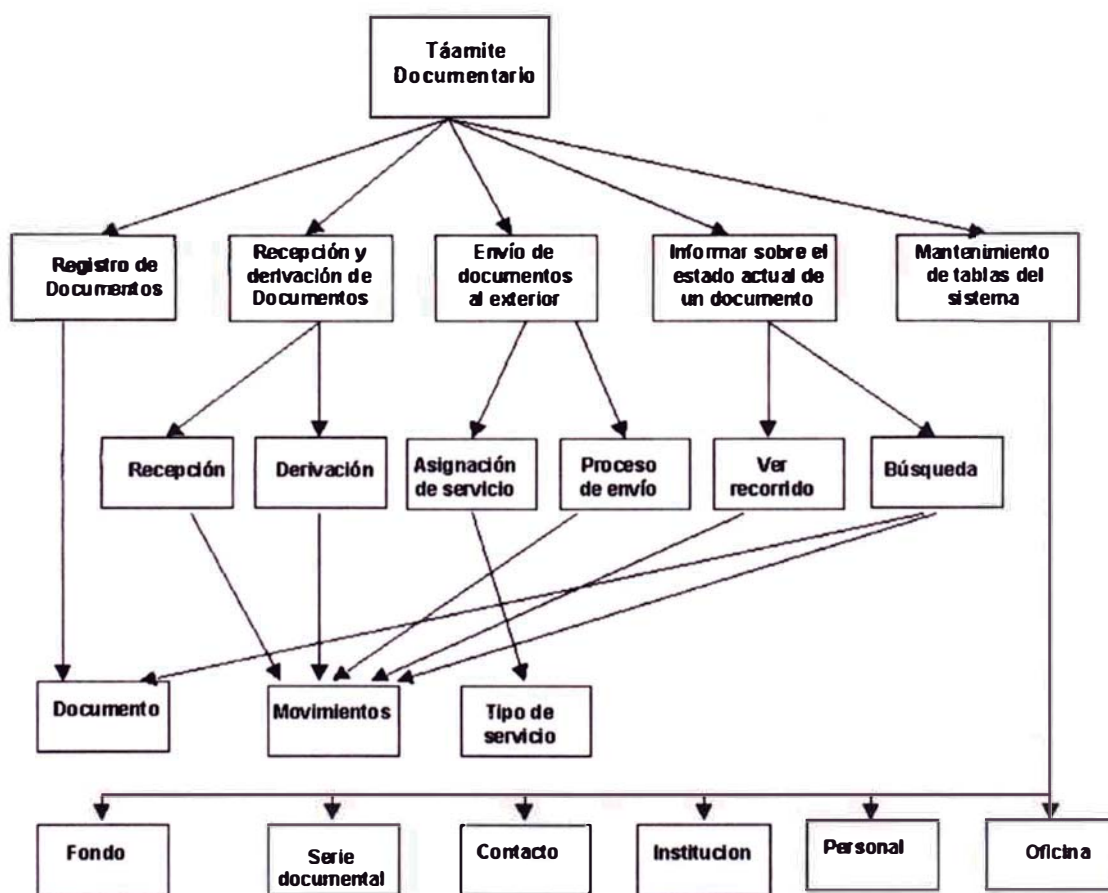 Táamite
Documentario
Registro de
Documentos
Recepción y
derivación de
Documentos
Envío de
documentos
al exterior
Informar sobre el
estado actual de
un documento
Mantenimiento
de tablas del
sistema
Recepción
Derivación
Asignación
de servicio
Proceso
de envío
Ver
recorrido
Búsqueda
Documento
Movimientos
Tipo de
servicio
Fondo
Serie
documental
Contacto
Institucion
Personal
Oficina